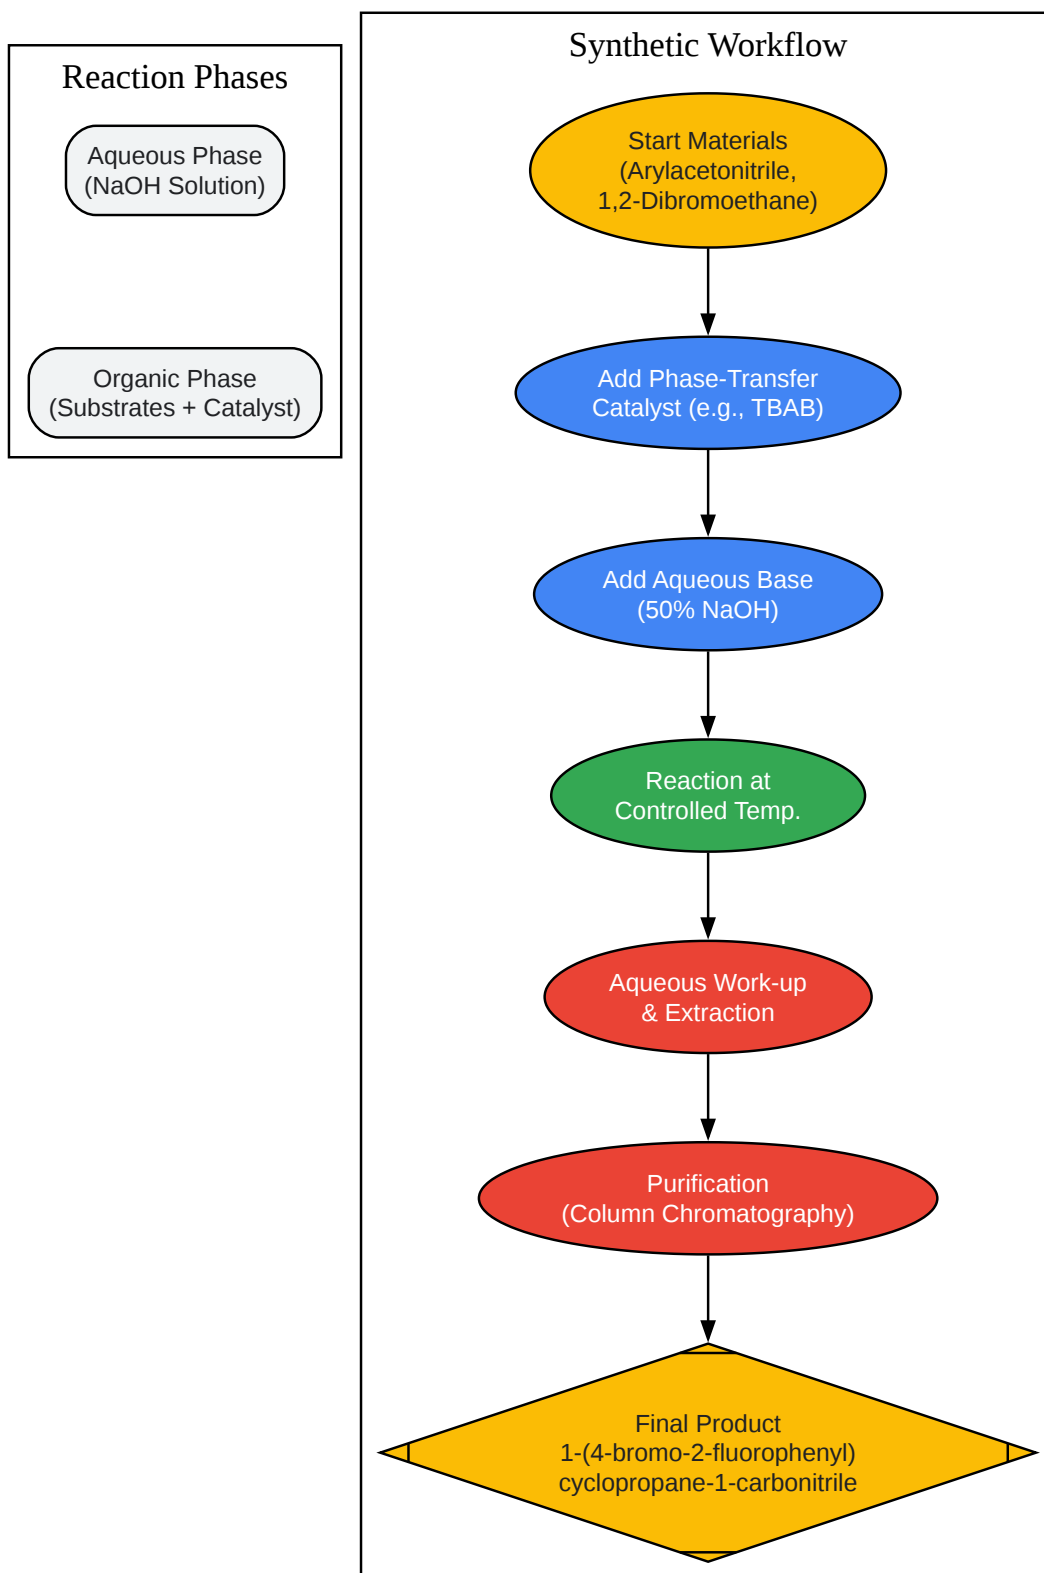 Reaction Phases
Aqueous Phase
(NaOH Solution)
Organic Phase
(Substrates + Catalyst)
Synthetic Workflow
Start Materials
(Arylacetonitrile,
1,2-Dibromoethane)
Add Phase-Transfer
Catalyst (e.g., TBAB)
Add Aqueous Base
(50% NaOH)
Reaction at
Controlled Temp.
Aqueous Work-up
& Extraction
Purification
(Column Chromatography)
Final Product
1-(4-bromo-2-fluorophenyl)
cyclopropane-1-carbonitrile